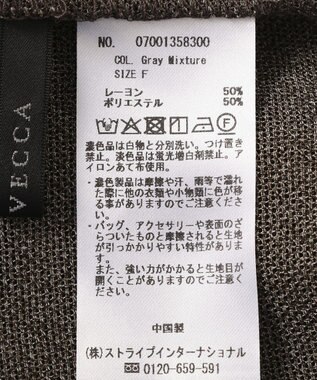 NO. 07001358300
COL. Gray Mixture
SIZE F
レーヨン 50%
ポリエステル 50%
濃色品は白物と分別洗い。つけ置き
禁止。淡色品は蛍光増白剤禁止。ア
イロンあて布使用。
・濃色製品は摩擦や汗、雨等で濡れ
た際に他の衣類や小物類に色が移
る事がありますのでご注意くださ
い。
・バッグ、アクセサリーや表面のざ
らついたものと摩擦されると生地
が引っかかりやすい特性がありま
す。
また、強い力がかかると生地目が
開くことがありますのでご注意く
ださい。
中国製
(株)ストライプインターナショナル
☏ 0120-659-591
VECCA